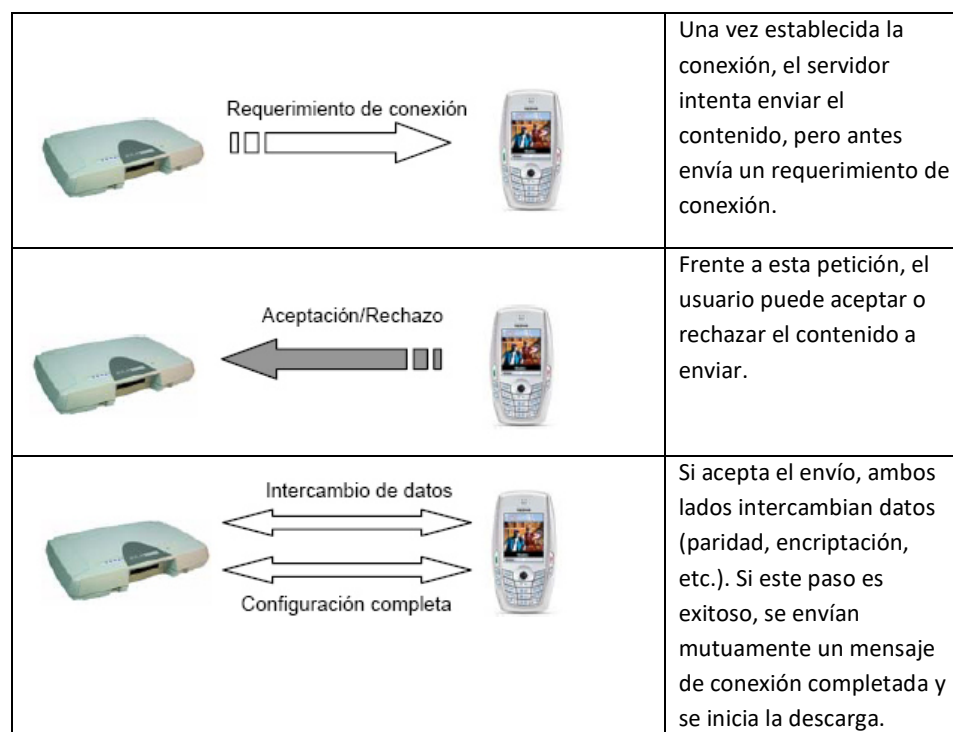 Requerimiento de conexión
Una vez establecida la
conexión, el servidor
intenta enviar el
contenido, pero antes
envía un requerimiento de
conexión.
Aceptación/Rechazo
Frente a esta petición, el
usuario puede aceptar o
rechazar el contenido a
enviar.
Intercambio de datos
Configuración completa
Si acepta el envío, ambos
lados intercambian datos
(paridad, encriptación,
etc.). Si este paso es
exitoso, se envían
mutuamente un mensaje
de conexión completada y
se inicia la descarga.